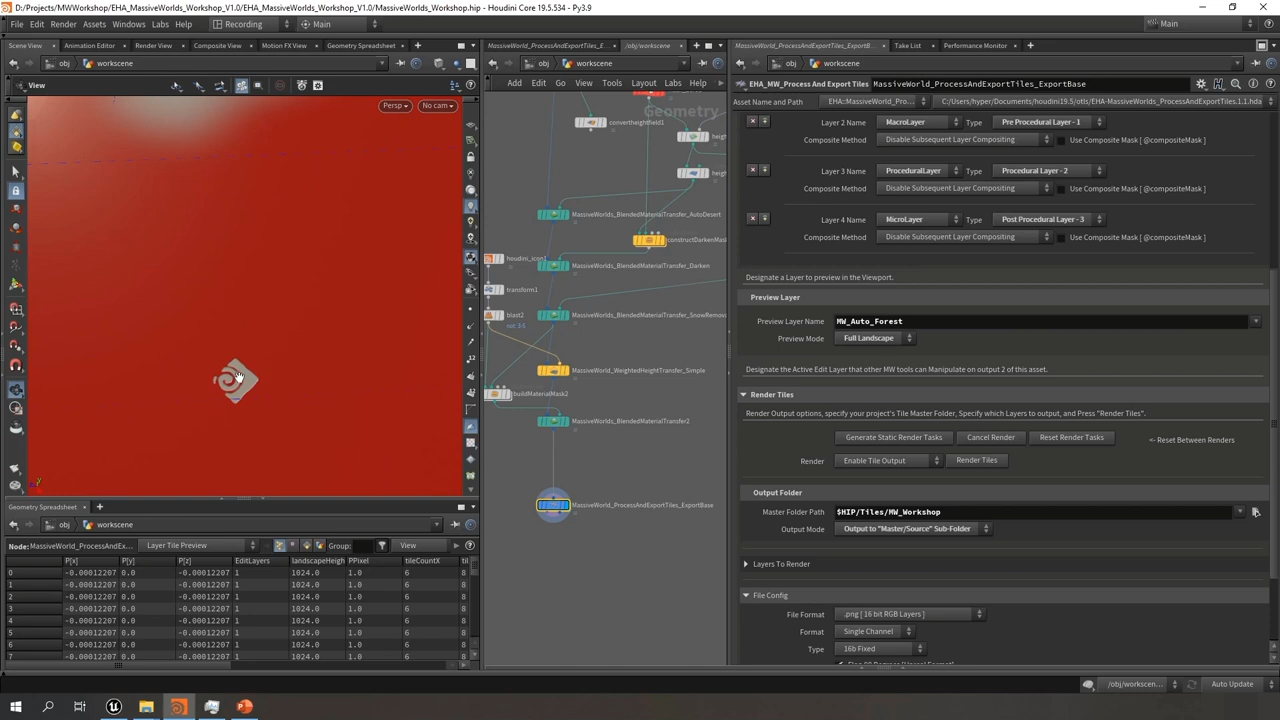 D:/Projects/MWWorkshop/EHA_MassiveWorlds_Workshop_V1.0/EHA_MassiveWorlds_Workshop_V1.0/MassiveWorlds_Workshop.hip - Houdini Core 19.5.534 - Py3.9
File Edit Render Assets Windows Labs Help Recording Main Main
Scene View Animation Editor Render View Composite View Motion FX View Geometry Spreadsheet
obj workscene
View
Persp No cam
MassiveWorld_ProcessAndExportTiles_E... /obj/workscene
obj workscene
Add Edit Go View Tools Layout Labs Help
Geometry
convertheightfield1
heigh
heigh
MassiveWorlds_BlendedMaterialTransfer_AutoDesert
constructDarkenMas
houdini_icon1
MassiveWorlds_BlendedMaterialTransfer_Darken
transform1
blast2
MassiveWorlds_BlendedMaterialTransfer_SnowRemova
MassiveWorld_WeightedHeightTransfer_Simple
buildMaterialMask2
MassiveWorlds_BlendedMaterialTransfer2
MassiveWorld_ProcessAndExportTiles_ExportBase
MassiveWorld_ProcessAndExportTiles_ExportB... Take List Performance Monitor
obj workscene
EHA_MW_Process And Export Tiles MassiveWorld_ProcessAndExportTiles_ExportBase
Asset Name and Path EHA::MassiveWorld_Pro... C:/Users/hyper/Documents/houdini19.5/otls/EHA-MassiveWorlds_ProcessAndExportTiles.1.1.hda
Layer 2 Name MacroLayer Type Pre Procedural Layer - 1
Composite Method Disable Subsequent Layer Compositing Use Composite Mask [ @compositeMask ]
Layer 3 Name ProceduralLayer Type Procedural Layer - 2
Composite Method Disable Subsequent Layer Compositing Use Composite Mask [ @compositeMask ]
Layer 4 Name MicroLayer Type Post Procedural Layer - 3
Composite Method Disable Subsequent Layer Compositing Use Composite Mask [ @compositeMask ]
Designate a Layer to preview in the Viewport.
Preview Layer
Preview Layer Name MW_Auto_Forest
Preview Mode Full Landscape
Designate the Active Edit Layer that other MW tools can Manipulate on output 2 of this asset.
Render Tiles
Render Output options, specify your project's Tile Master Folder, Specify which Layers to output, and Press "Render Tiles".
Generate Static Render Tasks Cancel Render Reset Render Tasks <- Reset Between Renders
Render Enable Tile Output Render Tiles
Output Folder
Master Folder Path $HIP/Tiles/MW_Workshop
Output Mode Output to "Master/Source" Sub-Folder
Layers To Render
File Config
File Format .png [ 16 bit RGB Layers ]
Format Single Channel
Type 16b Fixed
Geometry Spreadsheet
obj workscene
Node: MassiveWorld_ProcessAndEx... Layer Tile Preview Group: View
P[x] P[y] P[z] EditLayers landscapeHeigh PPixel tileCountX til
0 -0.00012207 0.0 -0.00012207 1 1024.0 1.0 6 8
1 -0.00012207 0.0 -0.00012207 1 1024.0 1.0 6 8
2 -0.00012207 0.0 -0.00012207 1 1024.0 1.0 6 8
3 -0.00012207 0.0 -0.00012207 1 1024.0 1.0 6 8
4 -0.00012207 0.0 -0.00012207 1 1024.0 1.0 6 8
5 -0.00012207 0.0 -0.00012207 1 1024.0 1.0 6 8
6 -0.00012207 0.0 -0.00012207 1 1024.0 1.0 6 8
7 -0.00012207 0.0 -0.00012207 1 1024.0 1.0 6 8
/obj/workscen... Auto Update